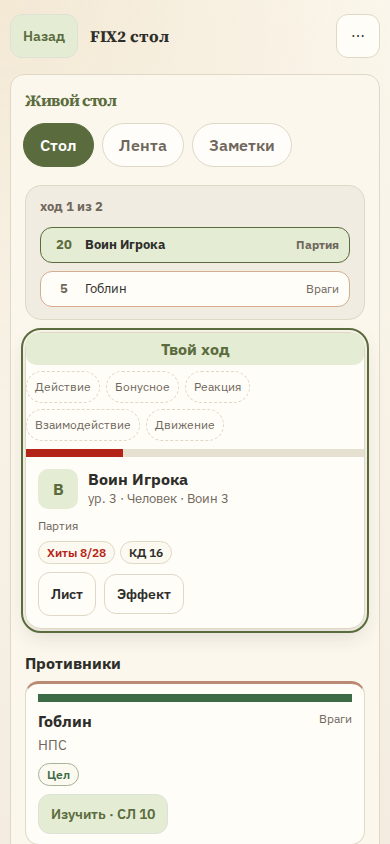 Назад FIX2 стол ...
Живой стол
Стол Лента Заметки
ход 1 из 2
20 Воин Игрока Партия
5 Гоблин Враги
Твой ход
Действие Бонусное Реакция
Взаимодействие Движение
В Воин Игрока
ур. 3 · Человек · Воин 3
Партия
Хиты 8/28 КД 16
Лист Эффект
Противники
Гоблин Враги
НПС
Цел
Изучить · СЛ 10